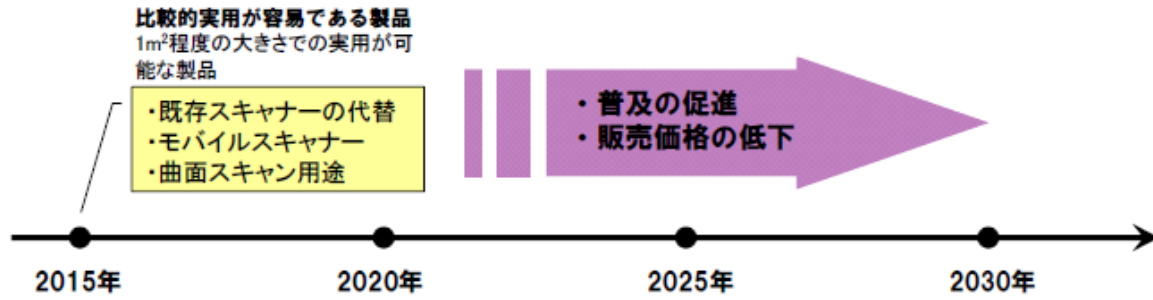 比較的実用が容易である製品
1m²程度の大きさでの実用が可
能な製品
・既存スキャナーの代替
・モバイルスキャナー
・曲面スキャン用途
・普及の促進
・販売価格の低下
2015年
2020年
2025年
2030年